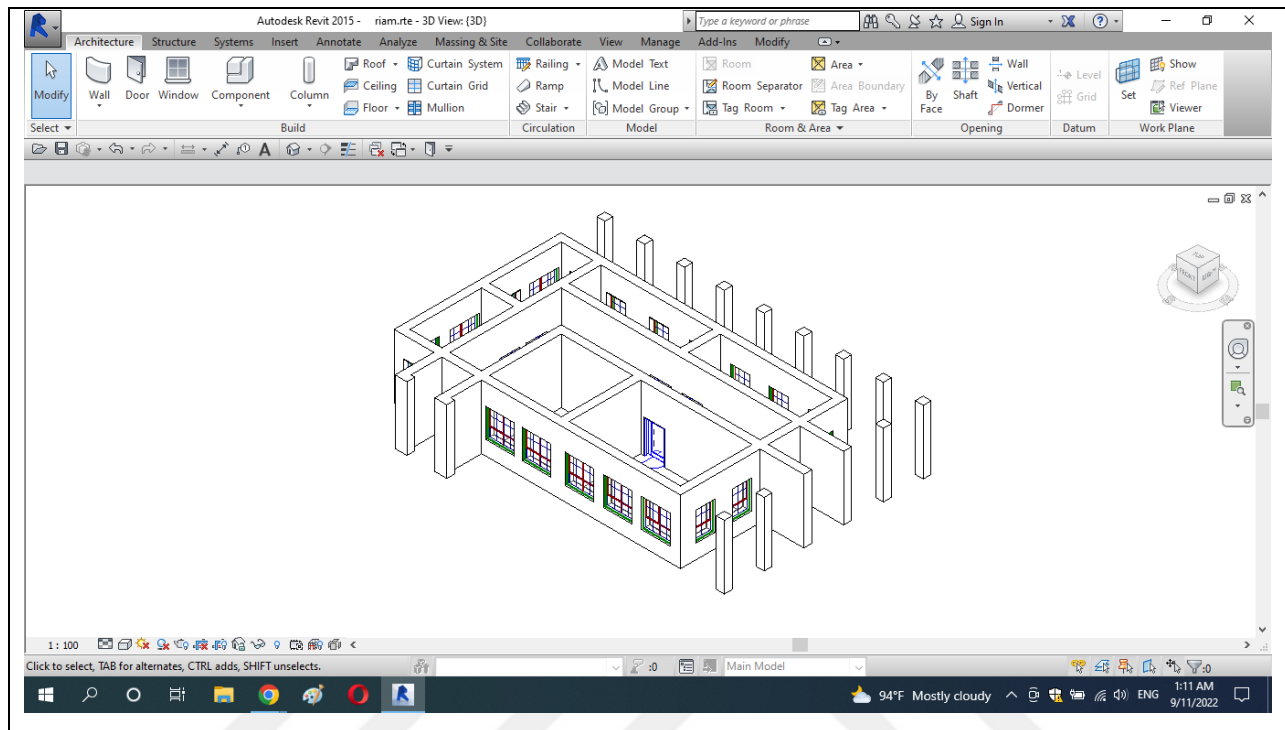 Autodesk Revit 2015 - riam.rte - 3D View: {3D} Type a keyword or phrase Sign In
Architecture Structure Systems Insert Annotate Analyze Massing & Site Collaborate View Manage Add-Ins Modify
Roof Curtain System Railing Model Text Room Area Wall Level Show
Ceiling Curtain Grid Ramp Model Line Room Separator Area Boundary Vertical Grid Ref Plane
Modify Wall Door Window Component Column By Face Shaft Set
Floor Mullion Stair Model Group Tag Room Tag Area Dormer Viewer
Select Build Circulation Model Room & Area Opening Datum Work Plane
A
TOP
FRONT
1 : 100
Click to select, TAB for alternates, CTRL adds, SHIFT unselects. :0 Main Model :0
94°F Mostly cloudy ENG 1:11 AM
9/11/2022